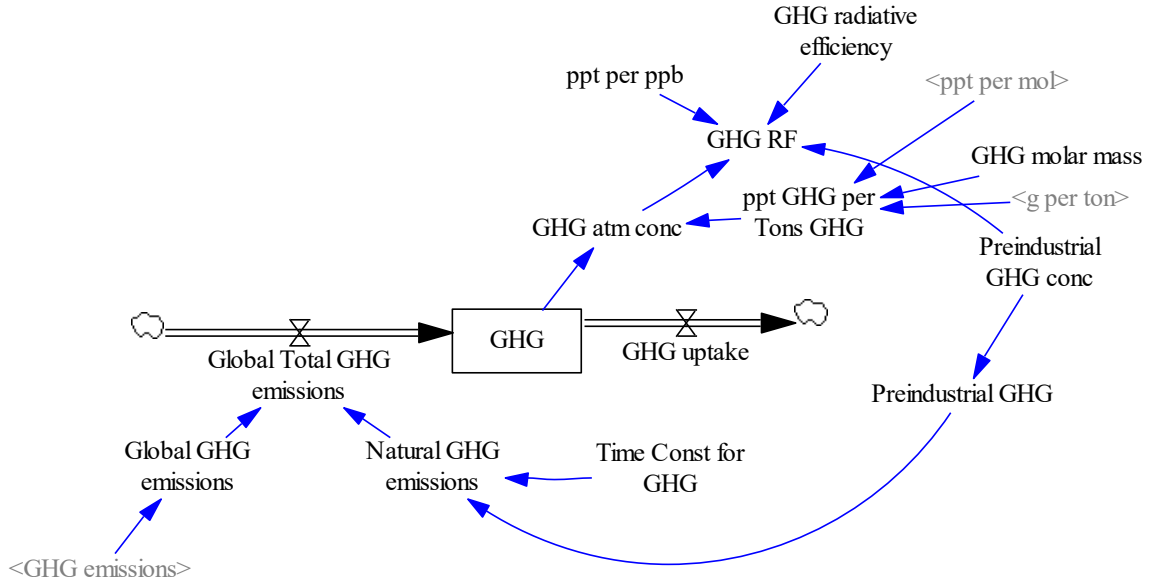 GHG radiative
efficiency
ppt per ppb
<ppt per mol>
GHG RF
GHG molar mass
ppt GHG per
Tons GHG
<g per ton>
GHG atm conc
Preindustrial
GHG conc
GHG
Global Total GHG
emissions
GHG uptake
Preindustrial GHG
Global GHG
emissions
Natural GHG
emissions
Time Const for
GHG
<GHG emissions>